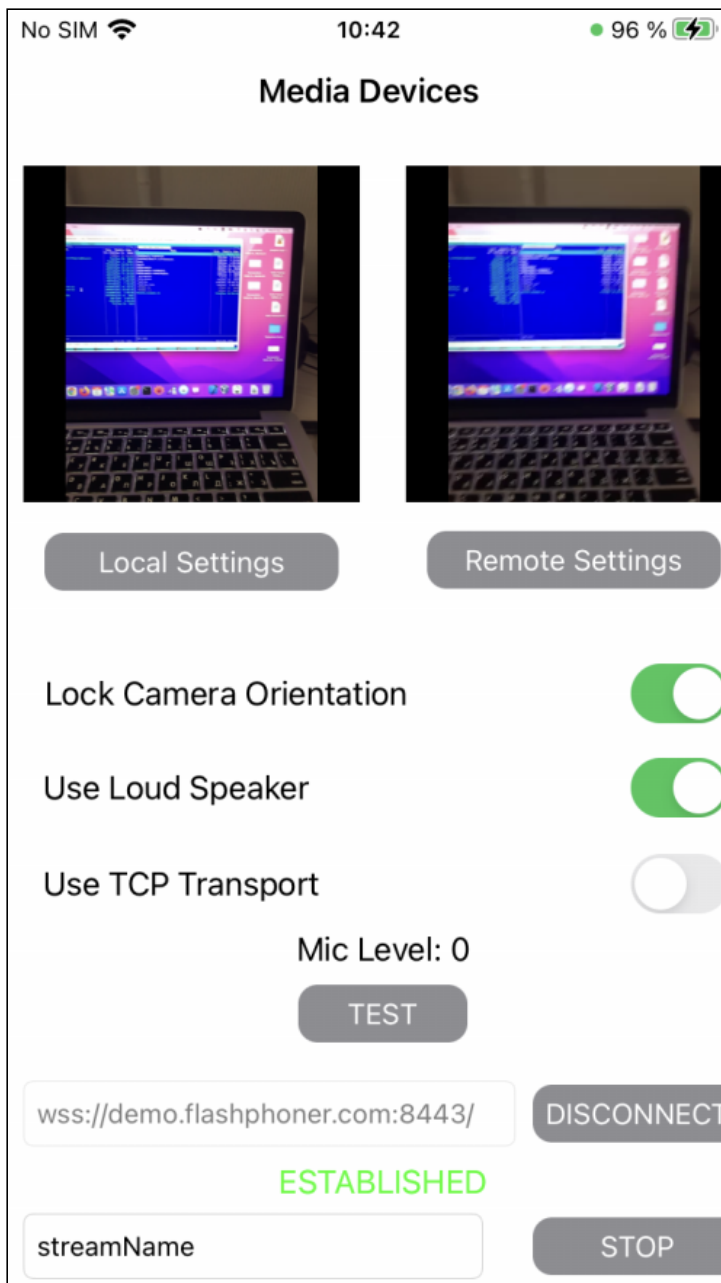 No SIM 10:42 96 %
Media Devices
Local Settings Remote Settings
Lock Camera Orientation
Use Loud Speaker
Use TCP Transport
Mic Level: 0
TEST
wss://demo.flashphoner.com:8443/ DISCONNECT
ESTABLISHED
streamName STOP